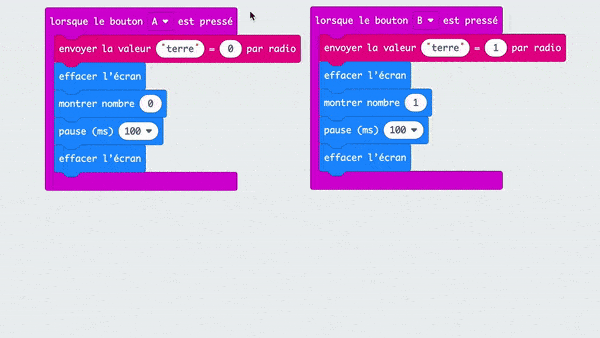 lorsque le bouton A est pressé
envoyer la valeur "terre" = 0 par radio
effacer l'écran
montrer nombre 0
pause (ms) 100
effacer l'écran
lorsque le bouton B est pressé
envoyer la valeur "terre" = 1 par radio
effacer l'écran
montrer nombre 1
pause (ms) 100
effacer l'écran